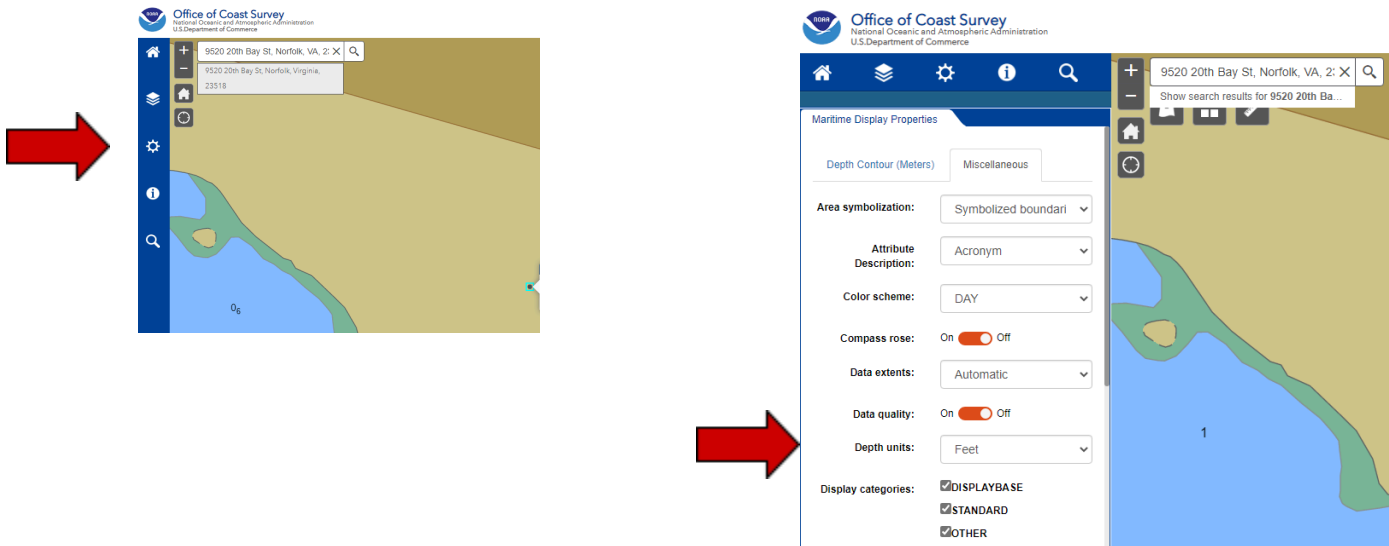 NOAA
Office of Coast Survey
National Oceanic and Atmospheric Administration
U.S.Department of Commerce
9520 20th Bay St, Norfolk, VA, 2:
9520 20th Bay St, Norfolk, Virginia,
23518
0₆
NOAA
Office of Coast Survey
National Oceanic and Atmospheric Administration
U.S.Department of Commerce
9520 20th Bay St, Norfolk, VA, 2:
Show search results for 9520 20th Ba...
Maritime Display Properties
Depth Contour (Meters)
Miscellaneous
Area symbolization:
Symbolized boundari
Attribute
Description:
Acronym
Color scheme:
DAY
Compass rose:
On Off
Data extents:
Automatic
Data quality:
On Off
Depth units:
Feet
Display categories:
DISPLAYBASE
STANDARD
OTHER
1